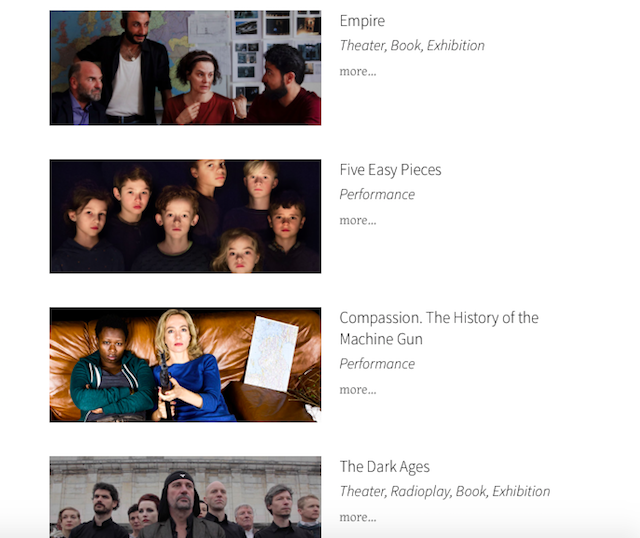 Empire
Theater, Book, Exhibition
more...
Five Easy Pieces
Performance
more...
Compassion. The History of the
Machine Gun
Performance
more...
The Dark Ages
Theater, Radioplay, Book, Exhibition
more...